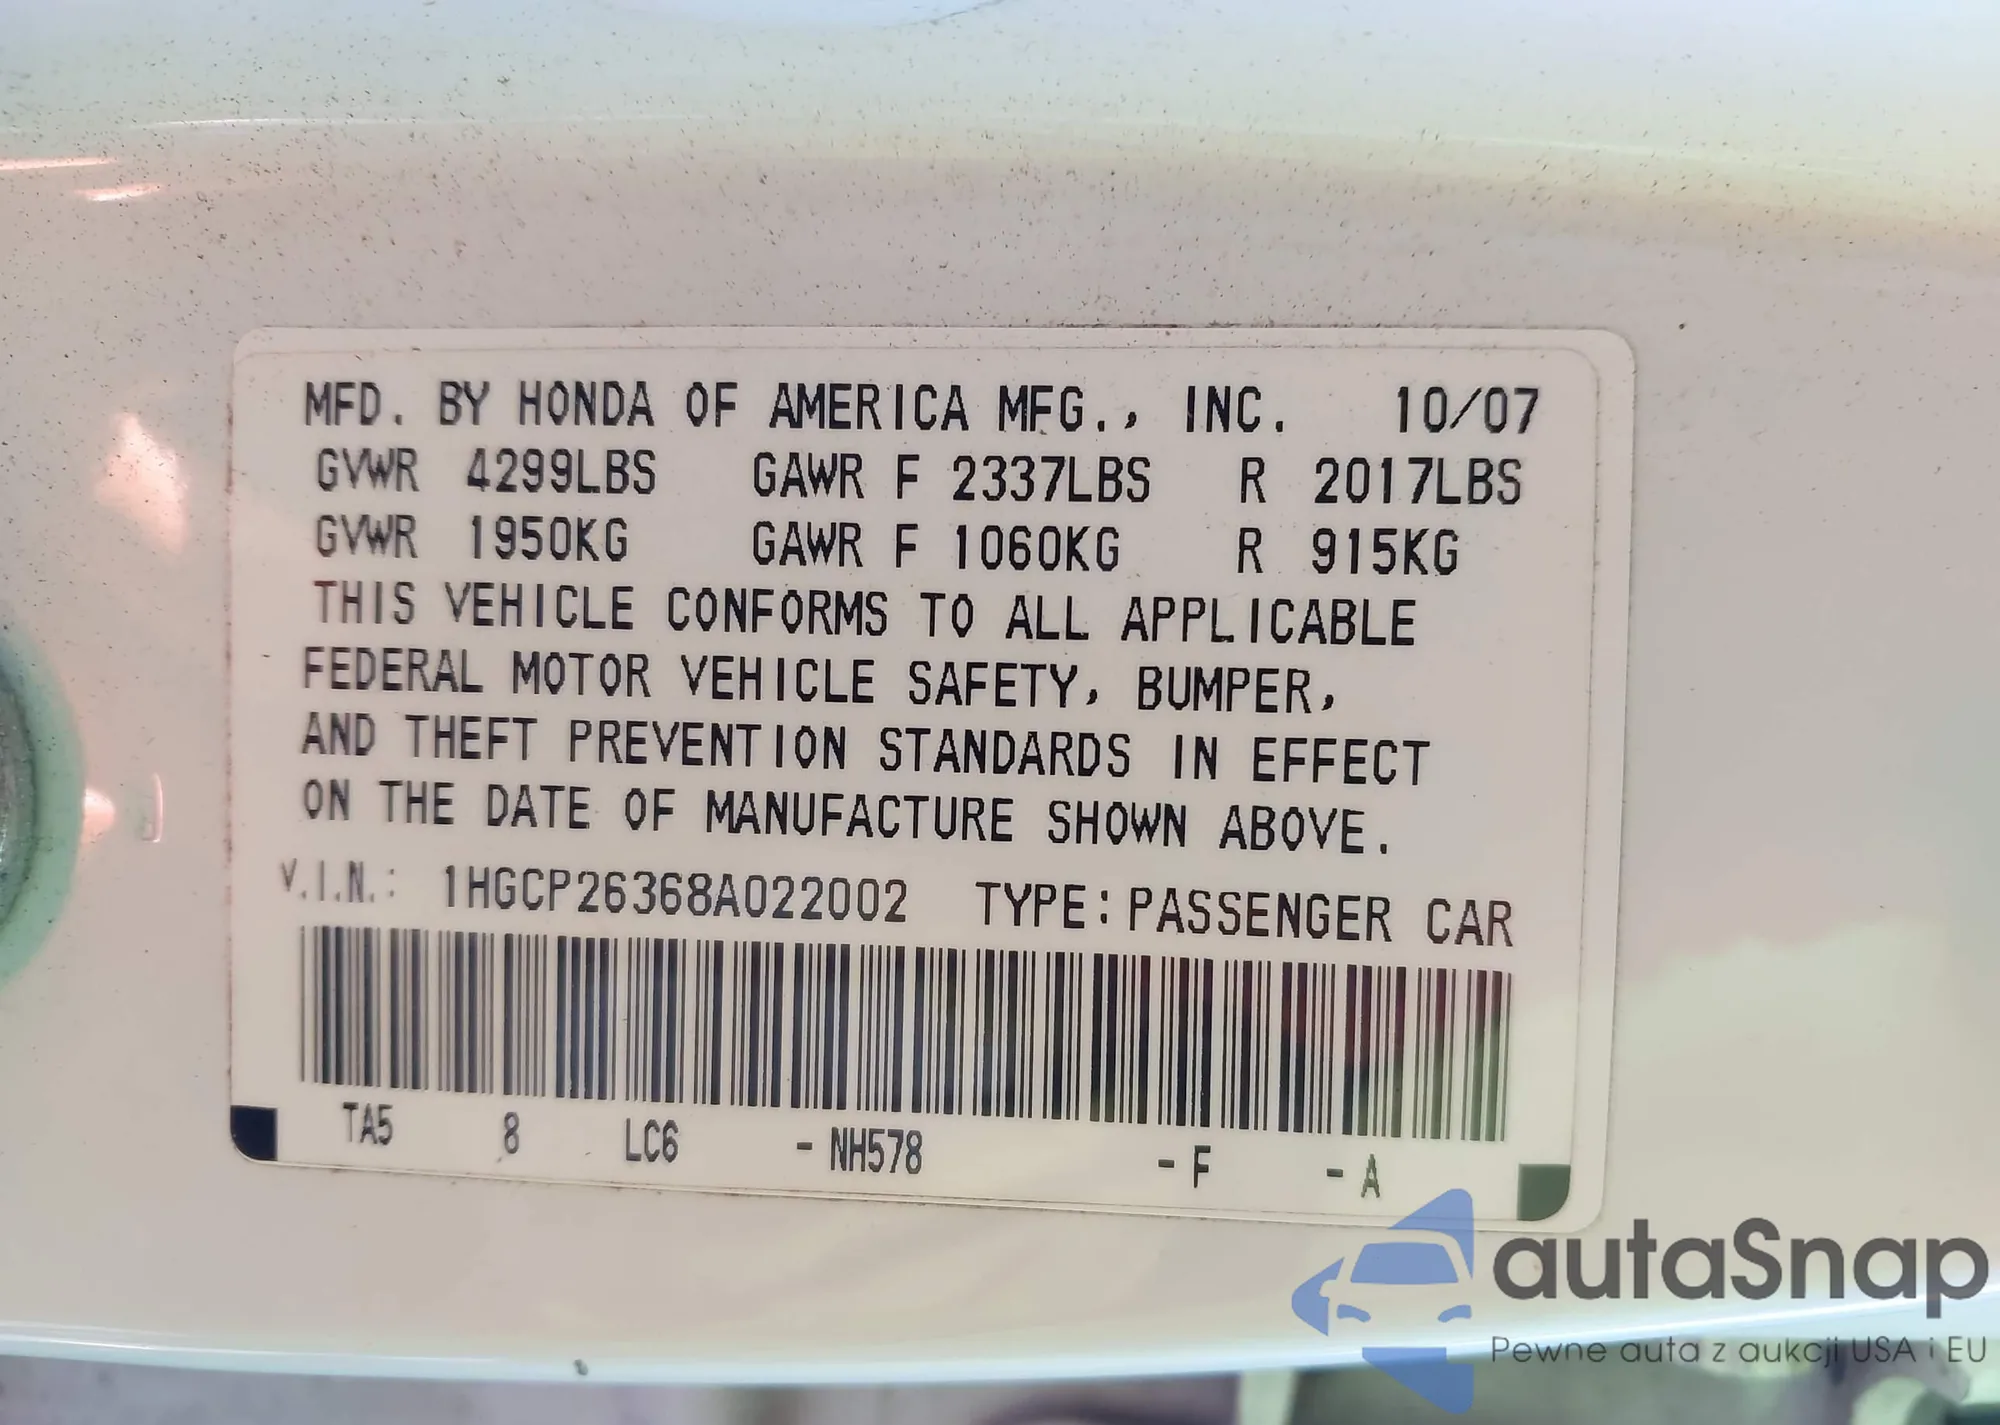 MFD. BY HONDA OF AMERICA MFG., INC. 10/07
GVWR 4299LBS GAWR F 2337LBS R 2017LBS
GVWR 1950KG GAWR F 1060KG R 915KG
THIS VEHICLE CONFORMS TO ALL APPLICABLE
FEDERAL MOTOR VEHICLE SAFETY, BUMPER,
AND THEFT PREVENTION STANDARDS IN EFFECT
ON THE DATE OF MANUFACTURE SHOWN ABOVE.
V.I.N.: 1HGCP26368A022002 TYPE: PASSENGER CAR
TA5 8 LC6 - NH578 - F - A
autaSnap
Pewne auta z aukcji USA i EU